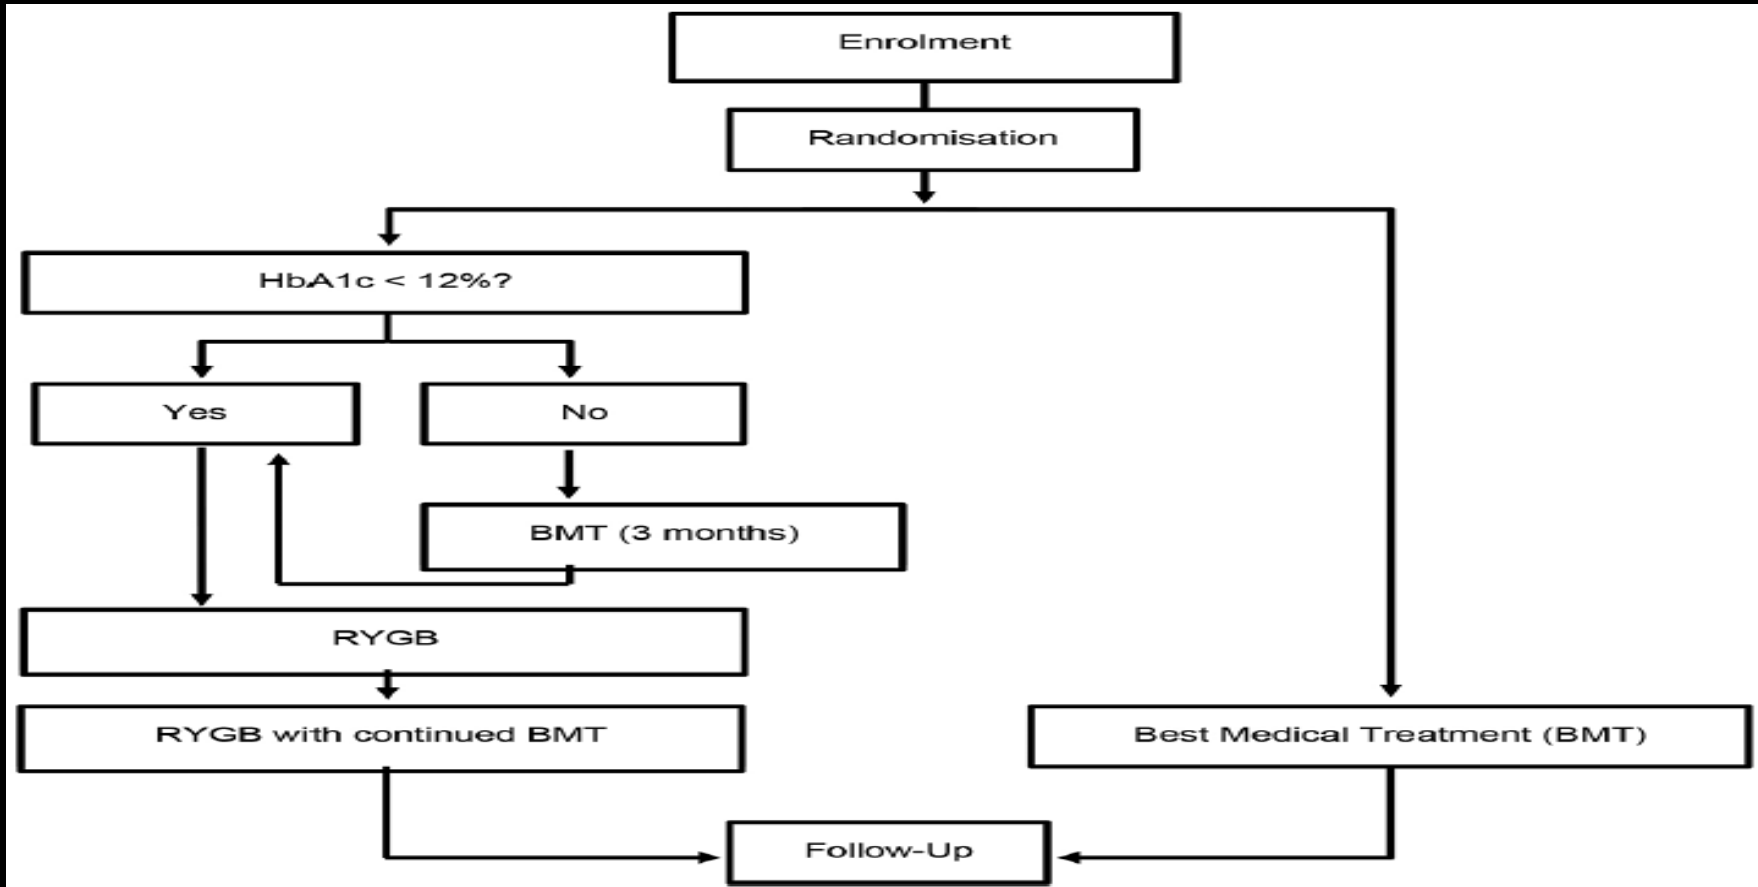 Enrolment
Randomisation
HbA1c < 12%?
Yes
No
BMT (3 months)
RYGB
RYGB with continued BMT
Best Medical Treatment (BMT)
Follow-Up